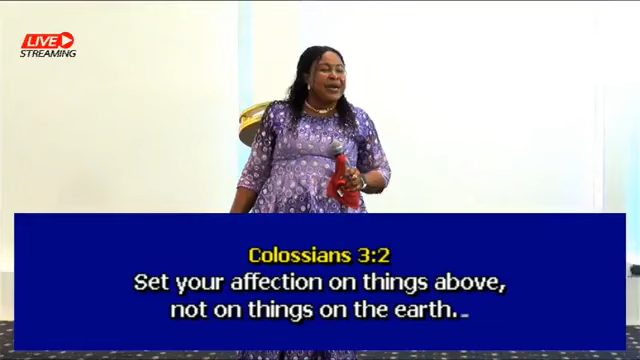 LIVE
STREAMING
Colossians 3:2
Set your affection on things above,
not on things on the earth._